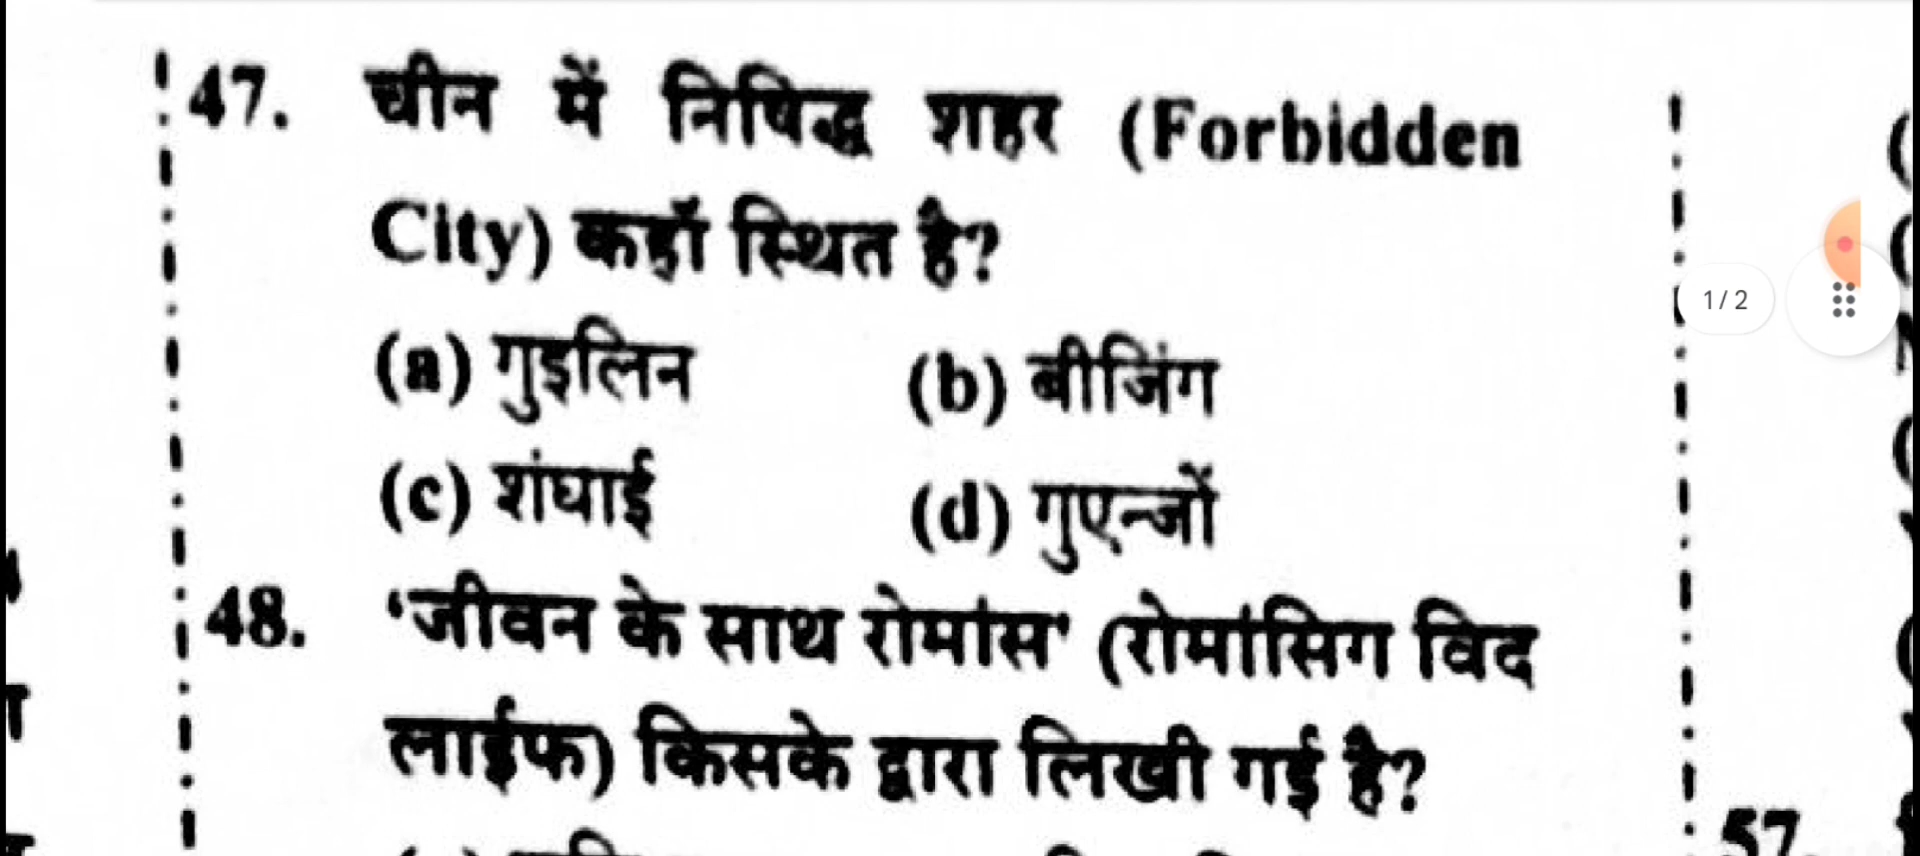 47. चीन में निषिद्ध शहर (Forbidden
City) कहाँ स्थित है?
(a) गुइलिन (b) बीजिंग
(c) शंघाई (d) गुएन्जों
48. ‘जीवन के साथ रोमांस’ (रोमांसिग विद
लाईफ) किसके द्वारा लिखी गई है?
57.
1/2